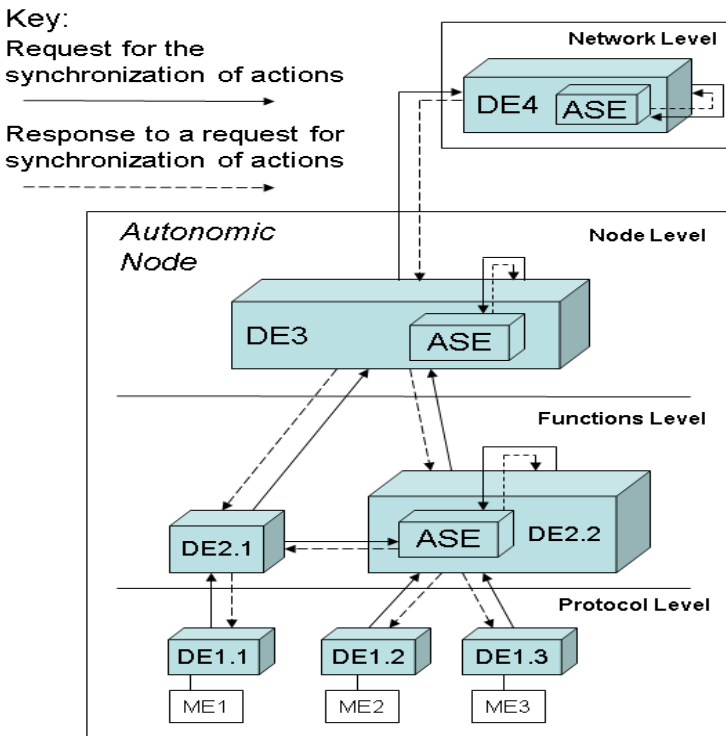 Key:
Request for the
synchronization of actions
Response to a request for
synchronization of actions
Network Level
DE4
ASE
Autonomic
Node
Node Level
DE3
ASE
Functions Level
DE2.1
ASE
DE2.2
Protocol Level
DE1.1
DE1.2
DE1.3
ME1
ME2
ME3